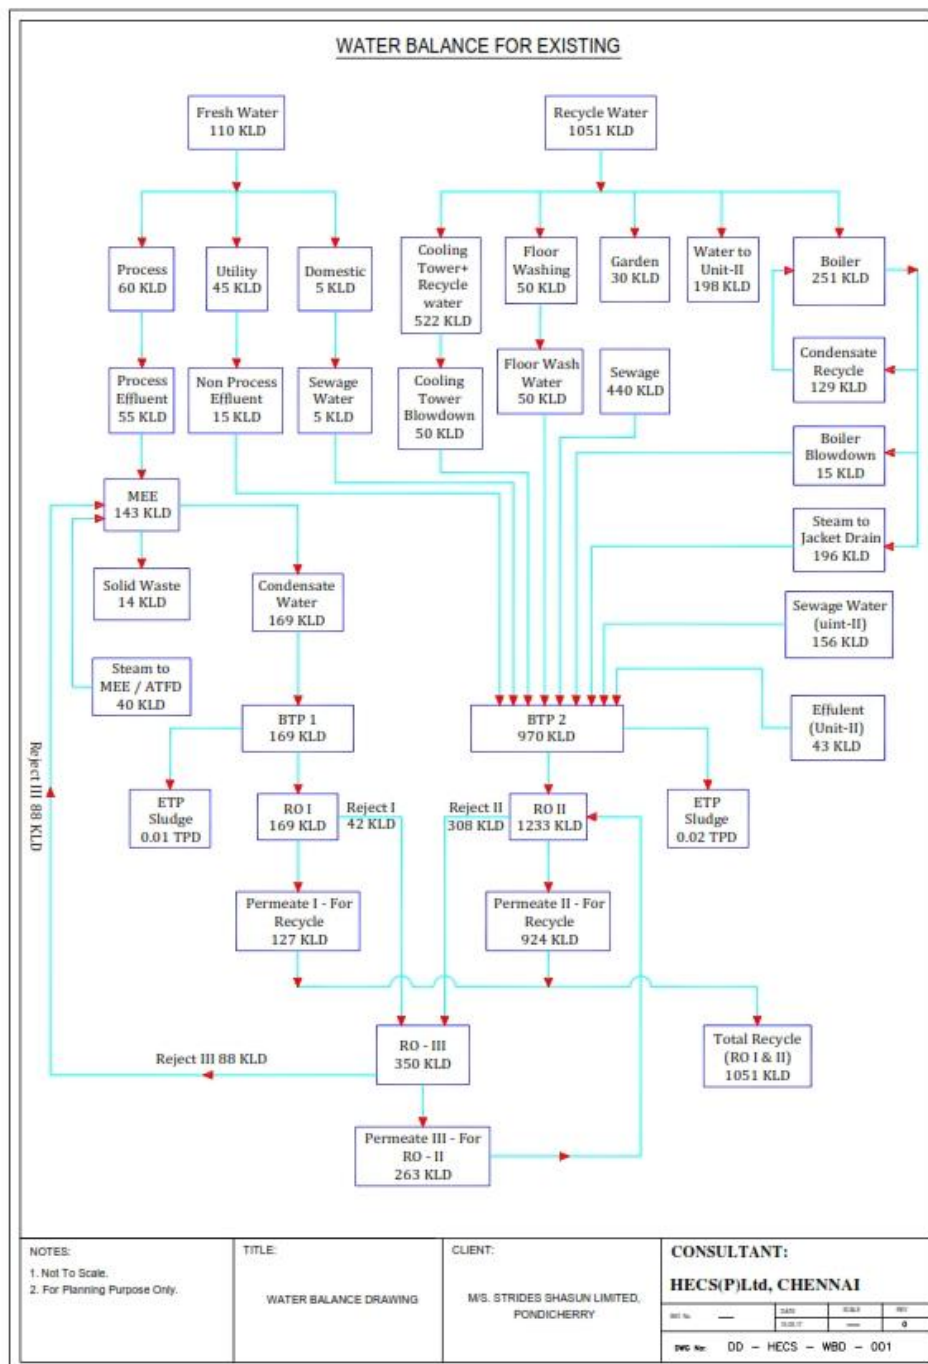 WATER BALANCE FOR EXISTING
Fresh Water
110 KLD
Recycle Water
1051 KLD
Process
60 KLD
Utility
45 KLD
Domestic
5 KLD
Cooling
Tower+
Recycle
water
522 KLD
Floor
Washing
50 KLD
Garden
30 KLD
Water to
Unit-II
198 KLD
Boiler
251 KLD
Process
Effluent
55 KLD
Non Process
Effluent
15 KLD
Sewage
Water
5 KLD
Cooling
Tower
Blowdown
50 KLD
Floor Wash
Water
50 KLD
Sewage
440 KLD
Condensate
Recycle
129 KLD
Boiler
Blowdown
15 KLD
MEE
143 KLD
Steam to
Jacket Drain
196 KLD
Solid Waste
14 KLD
Condensate
Water
169 KLD
Sewage Water
(uint-II)
156 KLD
Steam to
MEE / ATFD
40 KLD
BTP 1
169 KLD
BTP 2
970 KLD
Effulent
(Unit-II)
43 KLD
Reject III 88 KLD
ETP
Sludge
0.01 TPD
RO I
169 KLD
Reject I
42 KLD
Reject II
308 KLD
RO II
1233 KLD
ETP
Sludge
0.02 TPD
Permeate I - For
Recycle
127 KLD
Permeate II - For
Recycle
924 KLD
Reject III 88 KLD
RO - III
350 KLD
Total Recycle
(RO I & II)
1051 KLD
Permeate III - For
RO - II
263 KLD
NOTES:
1. Not To Scale.
2. For Planning Purpose Only.
TITLE:
WATER BALANCE DRAWING
CLIENT:
M/S. STRIDES SHASUN LIMITED,
PONDICHERRY
CONSULTANT:
HECS(P)Ltd, CHENNAI
DATE
SCALE
REV
0
DWG No: DD - HECS - WBD - 001